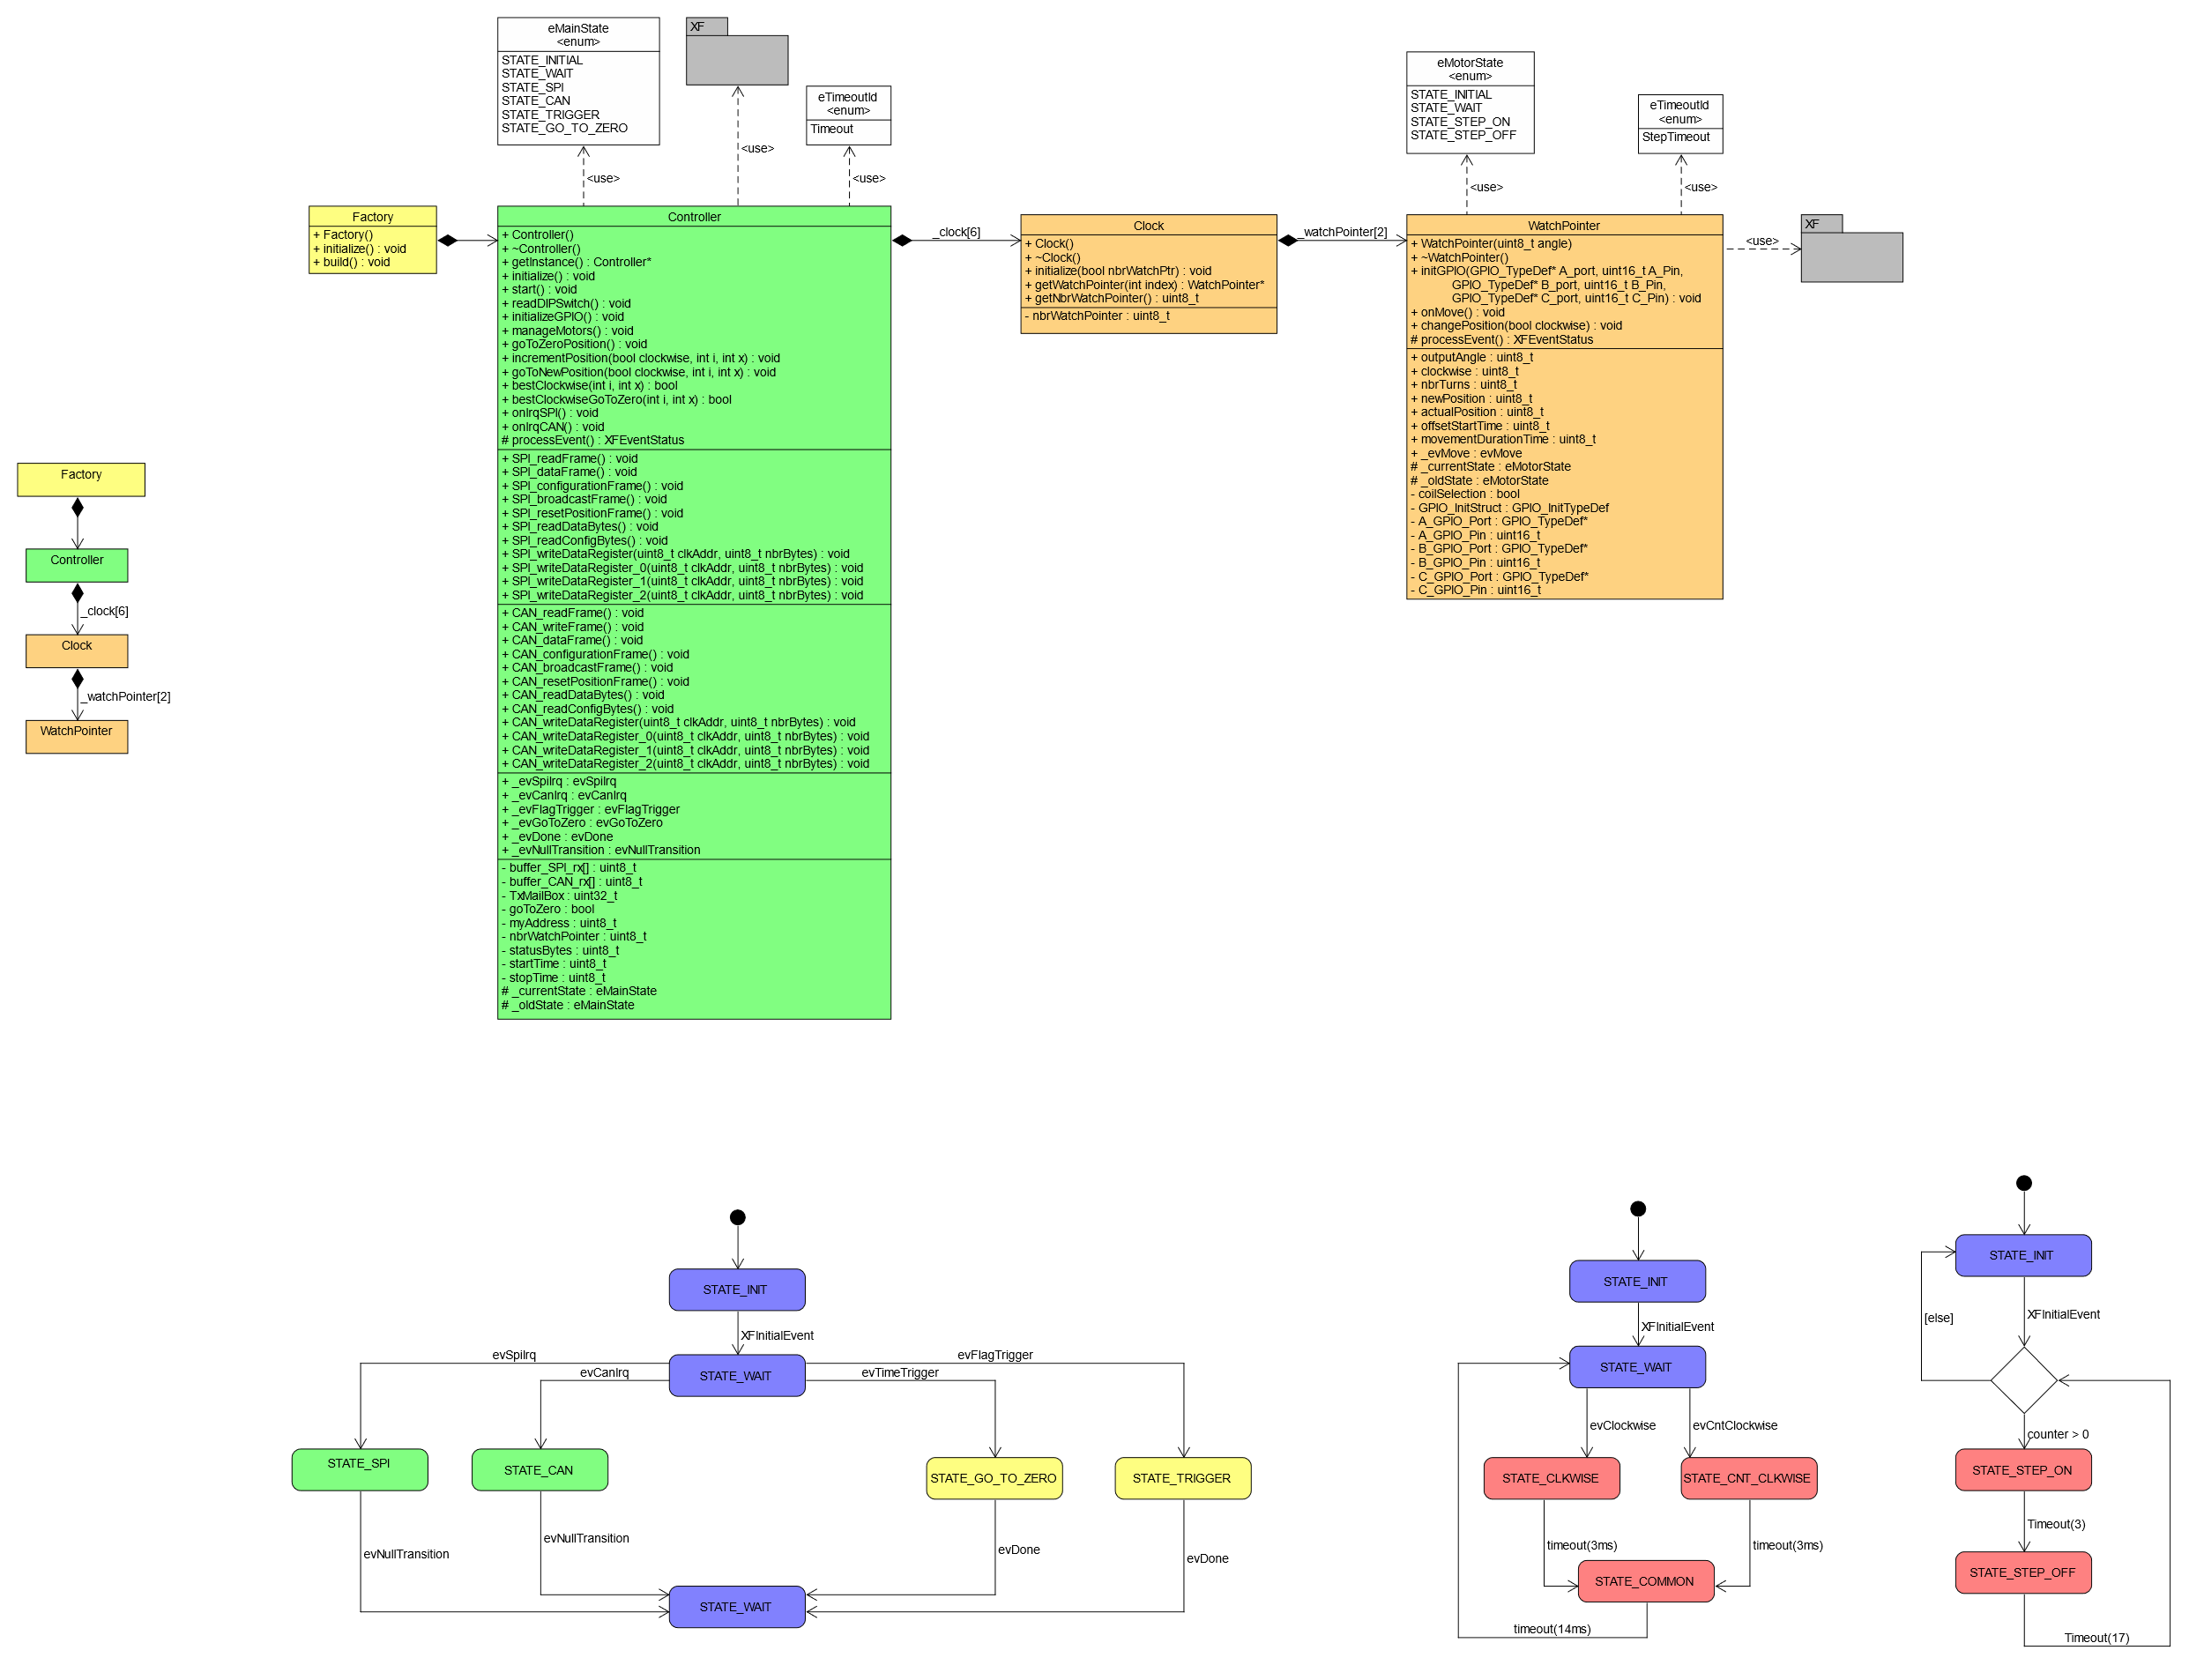 eMainState
<enum>
STATE_INITIAL
STATE_WAIT
STATE_SPI
STATE_CAN
STATE_TRIGGER
STATE_GO_TO_ZERO
XF
eTimeoutId
<enum>
Timeout
<use>
<use>
<use>
eMotorState
<enum>
STATE_INITIAL
STATE_WAIT
STATE_STEP_ON
STATE_STEP_OFF
eTimeoutId
<enum>
StepTimeout
<use>
<use>
Factory
+ Factory()
+ initialize() : void
+ build() : void
Controller
+ Controller()
+ ~Controller()
+ getInstance() : Controller*
+ initialize() : void
+ start() : void
+ readDIPSwitch() : void
+ initializeGPIO() : void
+ manageMotors() : void
+ goToZeroPosition() : void
+ incrementPosition(bool clockwise, int i, int x) : void
+ goToNewPosition(bool clockwise, int i, int x) : void
+ bestClockwise(int i, int x) : bool
+ bestClockwiseGoToZero(int i, int x) : bool
+ onIrqSPI() : void
+ onIrqCAN() : void
# processEvent() : XFEventStatus
+ SPI_readFrame() : void
+ SPI_dataFrame() : void
+ SPI_configurationFrame() : void
+ SPI_broadcastFrame() : void
+ SPI_resetPositionFrame() : void
+ SPI_readDataBytes() : void
+ SPI_readConfigBytes() : void
+ SPI_writeDataRegister(uint8_t clkAddr, uint8_t nbrBytes) : void
+ SPI_writeDataRegister_0(uint8_t clkAddr, uint8_t nbrBytes) : void
+ SPI_writeDataRegister_1(uint8_t clkAddr, uint8_t nbrBytes) : void
+ SPI_writeDataRegister_2(uint8_t clkAddr, uint8_t nbrBytes) : void
+ CAN_readFrame() : void
+ CAN_writeFrame() : void
+ CAN_dataFrame() : void
+ CAN_configurationFrame() : void
+ CAN_broadcastFrame() : void
+ CAN_resetPositionFrame() : void
+ CAN_readDataBytes() : void
+ CAN_readConfigBytes() : void
+ CAN_writeDataRegister(uint8_t clkAddr, uint8_t nbrBytes) : void
+ CAN_writeDataRegister_0(uint8_t clkAddr, uint8_t nbrBytes) : void
+ CAN_writeDataRegister_1(uint8_t clkAddr, uint8_t nbrBytes) : void
+ CAN_writeDataRegister_2(uint8_t clkAddr, uint8_t nbrBytes) : void
+ _evSpiIrq : evSpiIrq
+ _evCanIrq : evCanIrq
+ _evFlagTrigger : evFlagTrigger
+ _evGoToZero : evGoToZero
+ _evDone : evDone
+ _evNullTransition : evNullTransition
- buffer_SPI_rx[] : uint8_t
- buffer_CAN_rx[] : uint8_t
- TxMailBox : uint32_t
- goToZero : bool
- myAddress : uint8_t
- nbrWatchPointer : uint8_t
- statusBytes : uint8_t
- startTime : uint8_t
- stopTime : uint8_t
# _currentState : eMainState
# _oldState : eMainState
_clock[6]
Clock
+ Clock()
+ ~Clock()
+ initialize(bool nbrWatchPtr) : void
+ getWatchPointer(int index) : WatchPointer*
+ getNbrWatchPointer() : uint8_t
- nbrWatchPointer : uint8_t
_watchPointer[2]
WatchPointer
+ WatchPointer(uint8_t angle)
+ ~WatchPointer()
+ initGPIO(GPIO_TypeDef* A_port, uint16_t A_Pin,
GPIO_TypeDef* B_port, uint16_t B_Pin,
GPIO_TypeDef* C_port, uint16_t C_Pin) : void
+ onMove() : void
+ changePosition(bool clockwise) : void
# processEvent() : XFEventStatus
+ outputAngle : uint8_t
+ clockwise : uint8_t
+ nbrTurns : uint8_t
+ newPosition : uint8_t
+ actualPosition : uint8_t
+ offsetStartTime : uint8_t
+ movementDurationTime : uint8_t
+ _evMove : evMove
# _currentState : eMotorState
# _oldState : eMotorState
- coilSelection : bool
- GPIO_InitStruct : GPIO_InitTypeDef
- A_GPIO_Port : GPIO_TypeDef*
- A_GPIO_Pin : uint16_t
- B_GPIO_Port : GPIO_TypeDef*
- B_GPIO_Pin : uint16_t
- C_GPIO_Port : GPIO_TypeDef*
- C_GPIO_Pin : uint16_t
<use>
XF
Factory
Controller
_clock[6]
Clock
_watchPointer[2]
WatchPointer
STATE_INIT
XFInitialEvent
STATE_WAIT
evSpiIrq
evCanIrq
evTimeTrigger
evFlagTrigger
STATE_SPI
STATE_CAN
STATE_GO_TO_ZERO
STATE_TRIGGER
evNullTransition
evNullTransition
evDone
evDone
STATE_WAIT
STATE_INIT
XFInitialEvent
STATE_WAIT
evClockwise
evCntClockwise
STATE_CLKWISE
STATE_CNT_CLKWISE
timeout(3ms)
timeout(3ms)
STATE_COMMON
timeout(14ms)
STATE_INIT
[else]
XFInitialEvent
counter > 0
STATE_STEP_ON
Timeout(3)
STATE_STEP_OFF
Timeout(17)